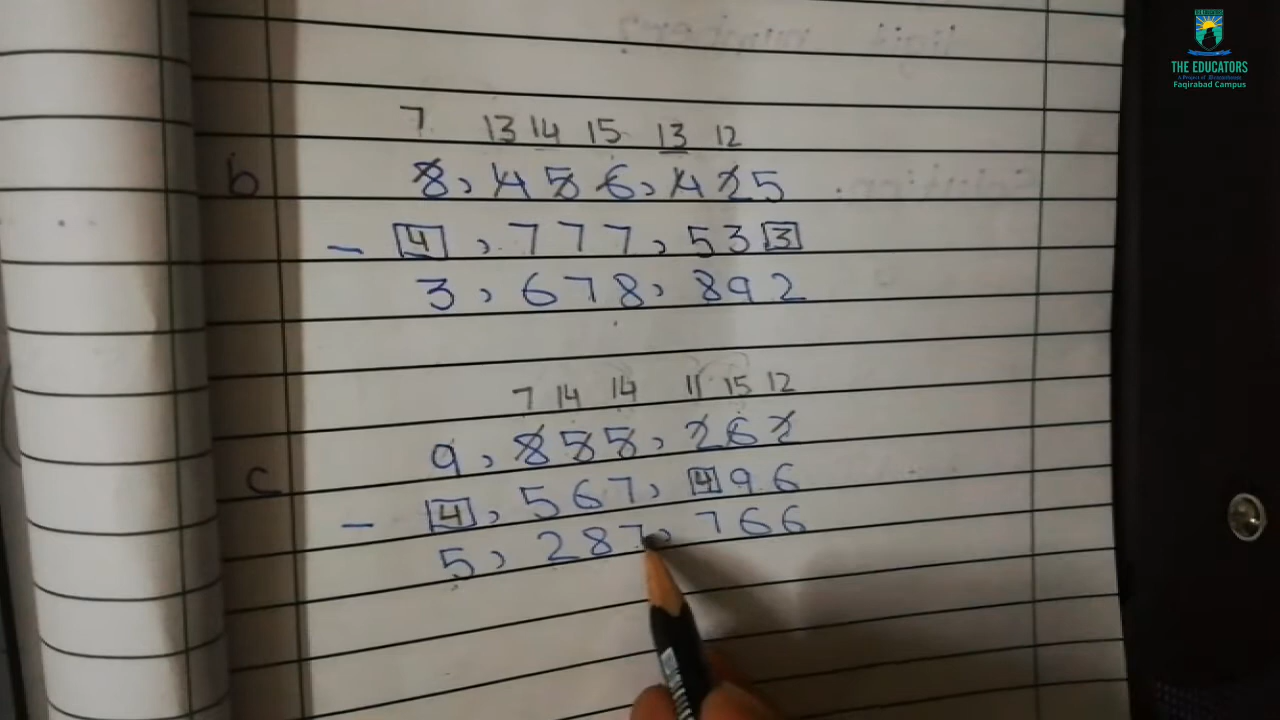 THE EDUCATORS
Faqirabad Campus
7 13 14 15 13 12
b 8,456,425
- 4,777,533
3,678,892
7 14 14 11 15 12
c 9,855,262
- 4,567,496
5,287,766